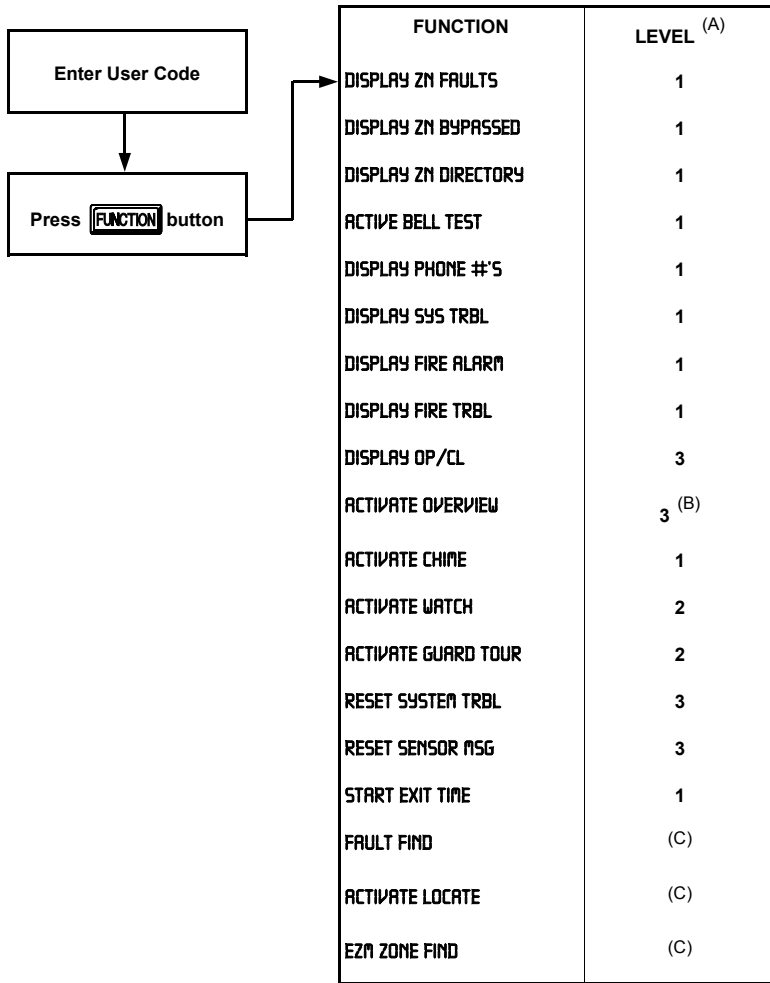 Enter User Code
Press FUNCTION button
FUNCTION LEVEL (A)
DISPLAY ZN FAULTS 1
DISPLAY ZN BYPASSED 1
DISPLAY ZN DIRECTORY 1
ACTIVE BELL TEST 1
DISPLAY PHONE #'S 1
DISPLAY SYS TRBL 1
DISPLAY FIRE ALARM 1
DISPLAY FIRE TRBL 1
DISPLAY OP/CL 3
ACTIVATE OVERVIEW 3 (B)
ACTIVATE CHIME 1
ACTIVATE WATCH 2
ACTIVATE GUARD TOUR 2
RESET SYSTEM TRBL 3
RESET SENSOR MSG 3
START EXIT TIME 1
FAULT FIND (C)
ACTIVATE LOCATE (C)
EZM ZONE FIND (C)